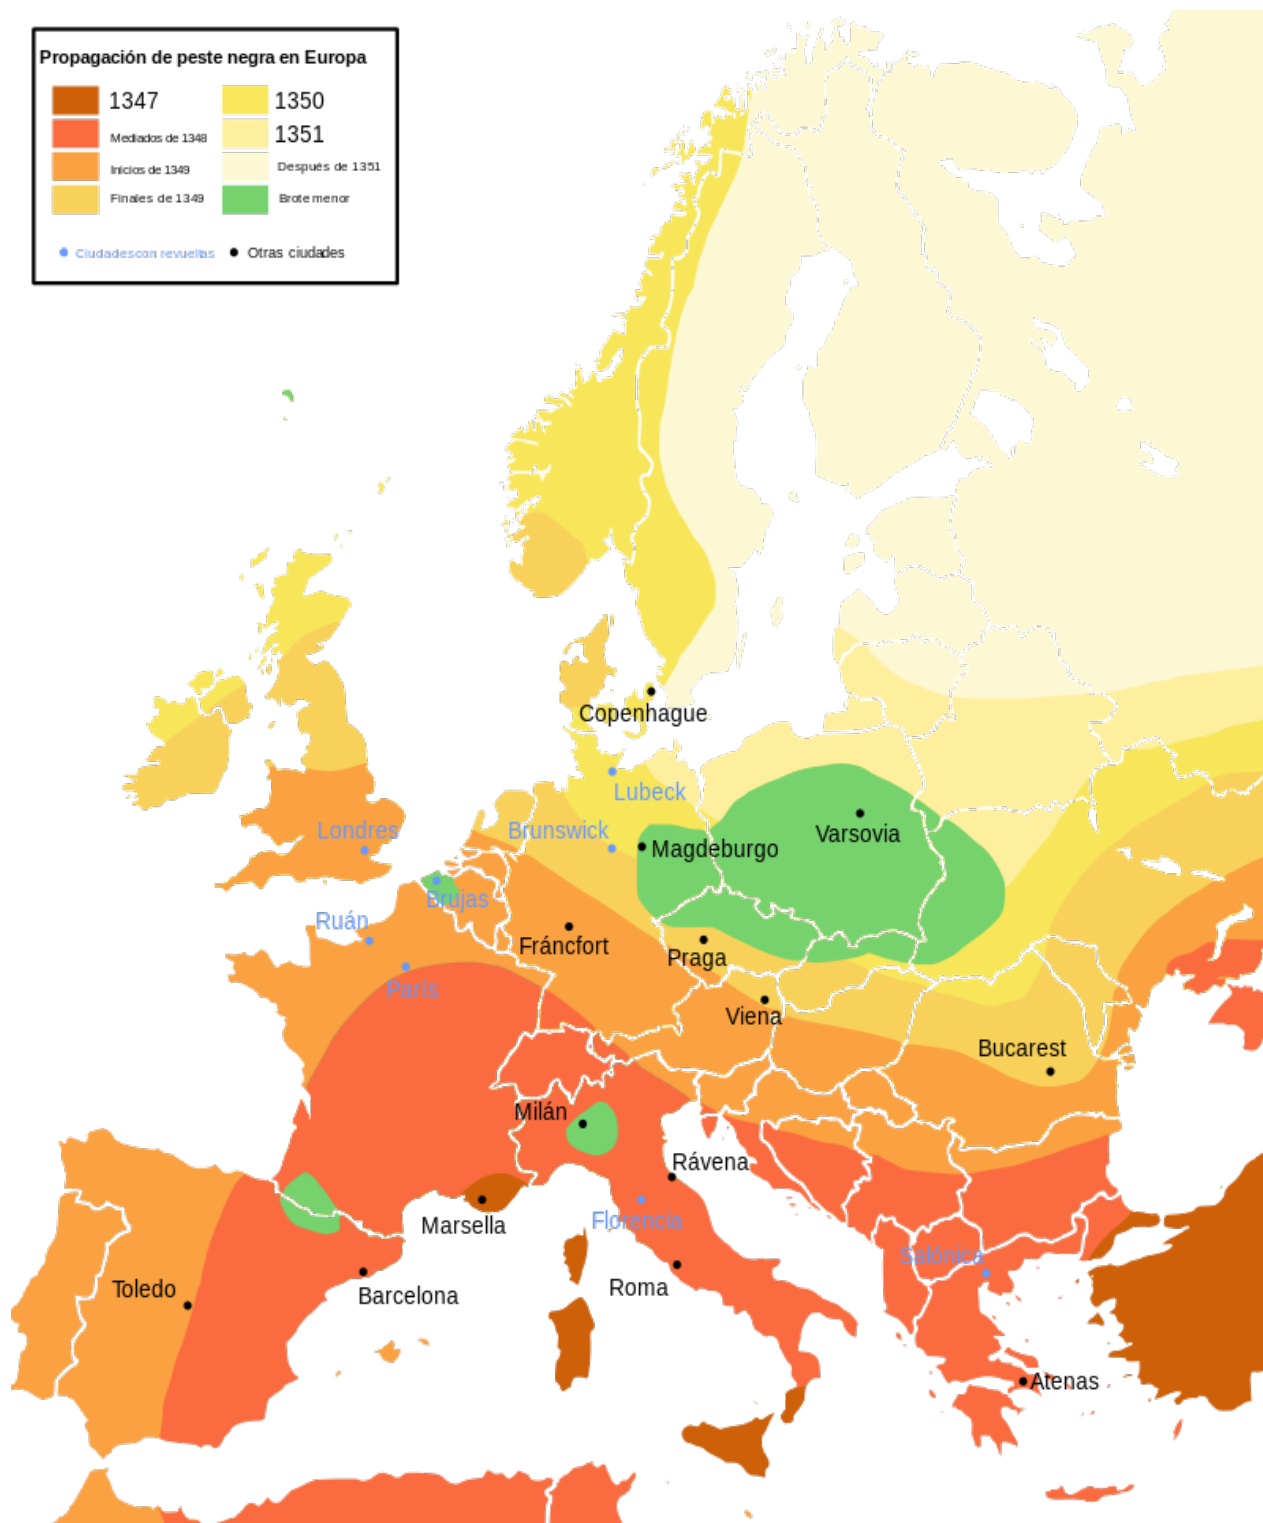 Propagación de peste negra en Europa
1347
1350
Mediados de 1348
1351
Inicios de 1349
Después de 1351
Finales de 1349
Brote menor
Ciudades con revueltas
Otras ciudades
Copenhague
Lubeck
Londres
Brunswick
Varsovia
Magdeburgo
Brujas
Ruán
Fráncfort
Praga
París
Viena
Bucarest
Milán
Rávena
Marsella
Florencia
Salónica
Toledo
Barcelona
Roma
Atenas